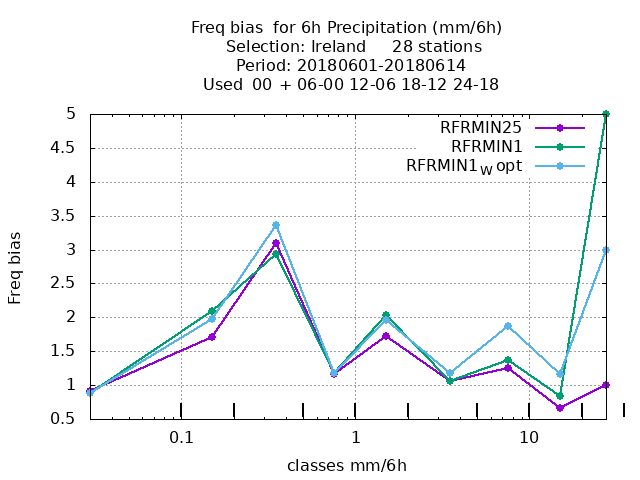 Freq bias  for 6h Precipitation (mm/6h)
Selection: Ireland     28 stations
Period: 20180601-20180614
Used  00  + 06-00 12-06 18-12 24-18
5
4.5
4
3.5
3
2.5
2
1.5
1
0.5
Freq bias
RFRMIN25
RFRMIN1
RFRMIN1W opt
0.1
1
10
classes mm/6h